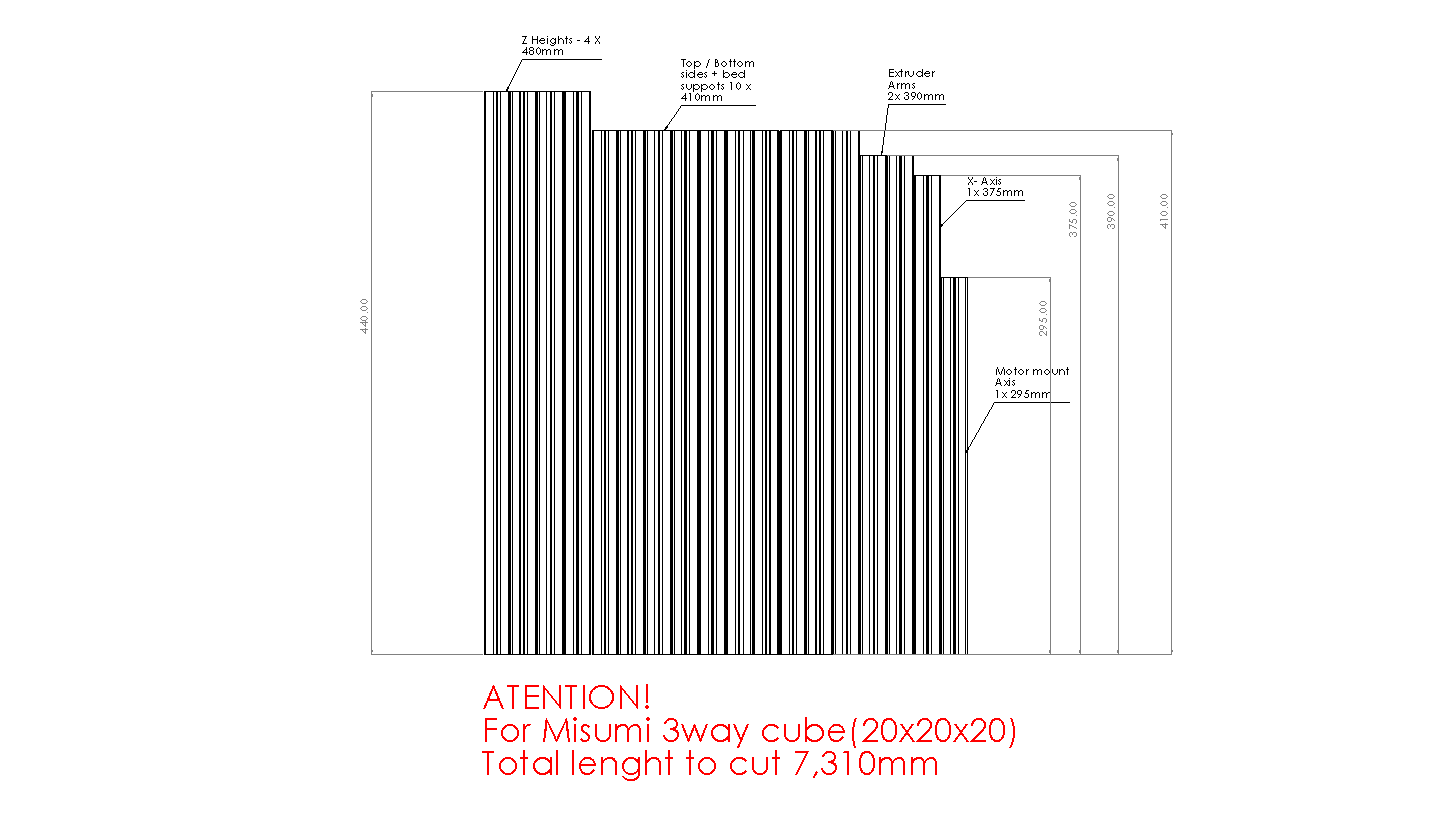 Z Heights - 4 X
480mm
Top / Bottom
sides + bed
suppots 10 x
410mm
Extruder
Arms
2x 390mm
X- Axis
1x 375mm
375.00
390.00
410.00
440.00
295.00
Motor mount
Axis
1x 295mm
ATENTION!
For Misumi 3way cube(20x20x20)
Total lenght to cut 7,310mm